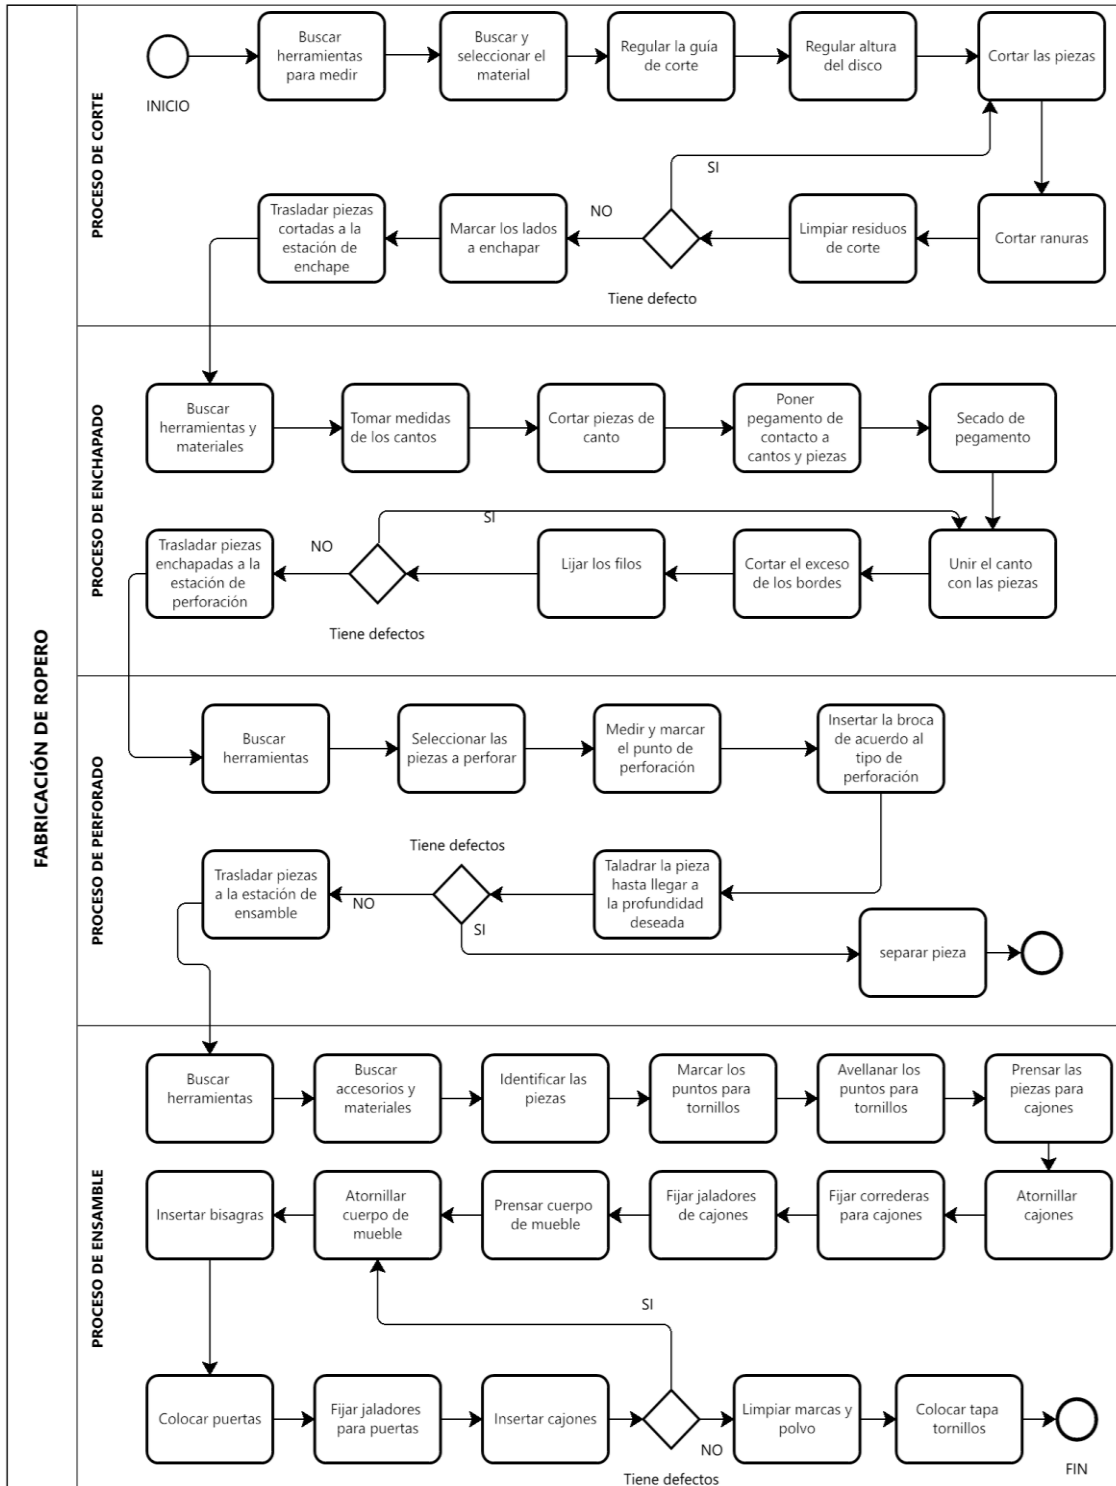 FABRICACIÓN DE ROPERO
PROCESO DE CORTE
INICIO
Buscar
herramientas
para medir
Buscar y
seleccionar el
material
Regular la guía
de corte
Regular altura
del disco
Cortar las piezas
Cortar ranuras
Limpiar residuos
de corte
Tiene defecto
SI
NO
Marcar los lados
a enchapar
Trasladar piezas
cortadas a la
estación de
enchape
PROCESO DE ENCHAPADO
Buscar
herramientas y
materiales
Tomar medidas
de los cantos
Cortar piezas de
canto
Poner
pegamento de
contacto a
cantos y piezas
Secado de
pegamento
Unir el canto
con las piezas
Cortar el exceso
de los bordes
Lijar los filos
Tiene defectos
SI
NO
Trasladar piezas
enchapadas a la
estación de
perforación
PROCESO DE PERFORADO
Buscar
herramientas
Seleccionar las
piezas a perforar
Medir y marcar
el punto de
perforación
Insertar la broca
de acuerdo al
tipo de
perforación
Taladrar la pieza
hasta llegar a
la profundidad
deseada
Tiene defectos
SI
NO
separar pieza
Trasladar piezas
a la estación de
ensamble
PROCESO DE ENSAMBLE
Buscar
herramientas
Buscar
accesorios y
materiales
Identificar las
piezas
Marcar los
puntos para
tornillos
Avellanar los
puntos para
tornillos
Prensar las
piezas para
cajones
Atornillar
cajones
Fijar correderas
para cajones
Fijar jaladores
de cajones
Prensar cuerpo
de mueble
Atornillar
cuerpo de
mueble
Insertar bisagras
Colocar puertas
Fijar jaladores
para puertas
Insertar cajones
Tiene defectos
SI
NO
Limpiar marcas y
polvo
Colocar tapa
tornillos
FIN